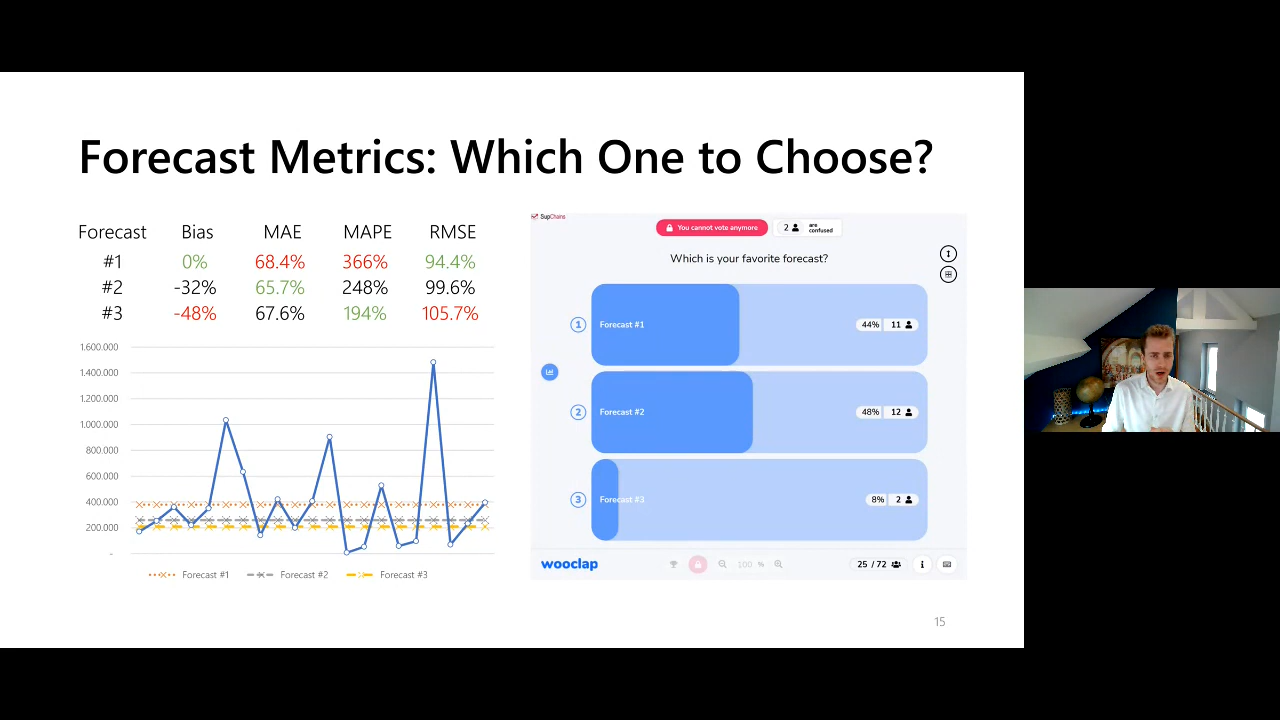 Forecast Metrics: Which One to Choose?
Forecast Bias MAE MAPE RMSE
#1 0% 68.4% 366% 94.4%
#2 -32% 65.7% 248% 99.6%
#3 -48% 67.6% 194% 105.7%
1.600.000
1.400.000
1.200.000
1.000.000
800.000
600.000
400.000
200.000
-
Forecast #1 Forecast #2 Forecast #3
SupChains
You cannot vote anymore
2 are confused
Which is your favorite forecast?
1 Forecast #1 44% 11
2 Forecast #2 48% 12
3 Forecast #3 8% 2
wooclap 100 % 25 / 72
15